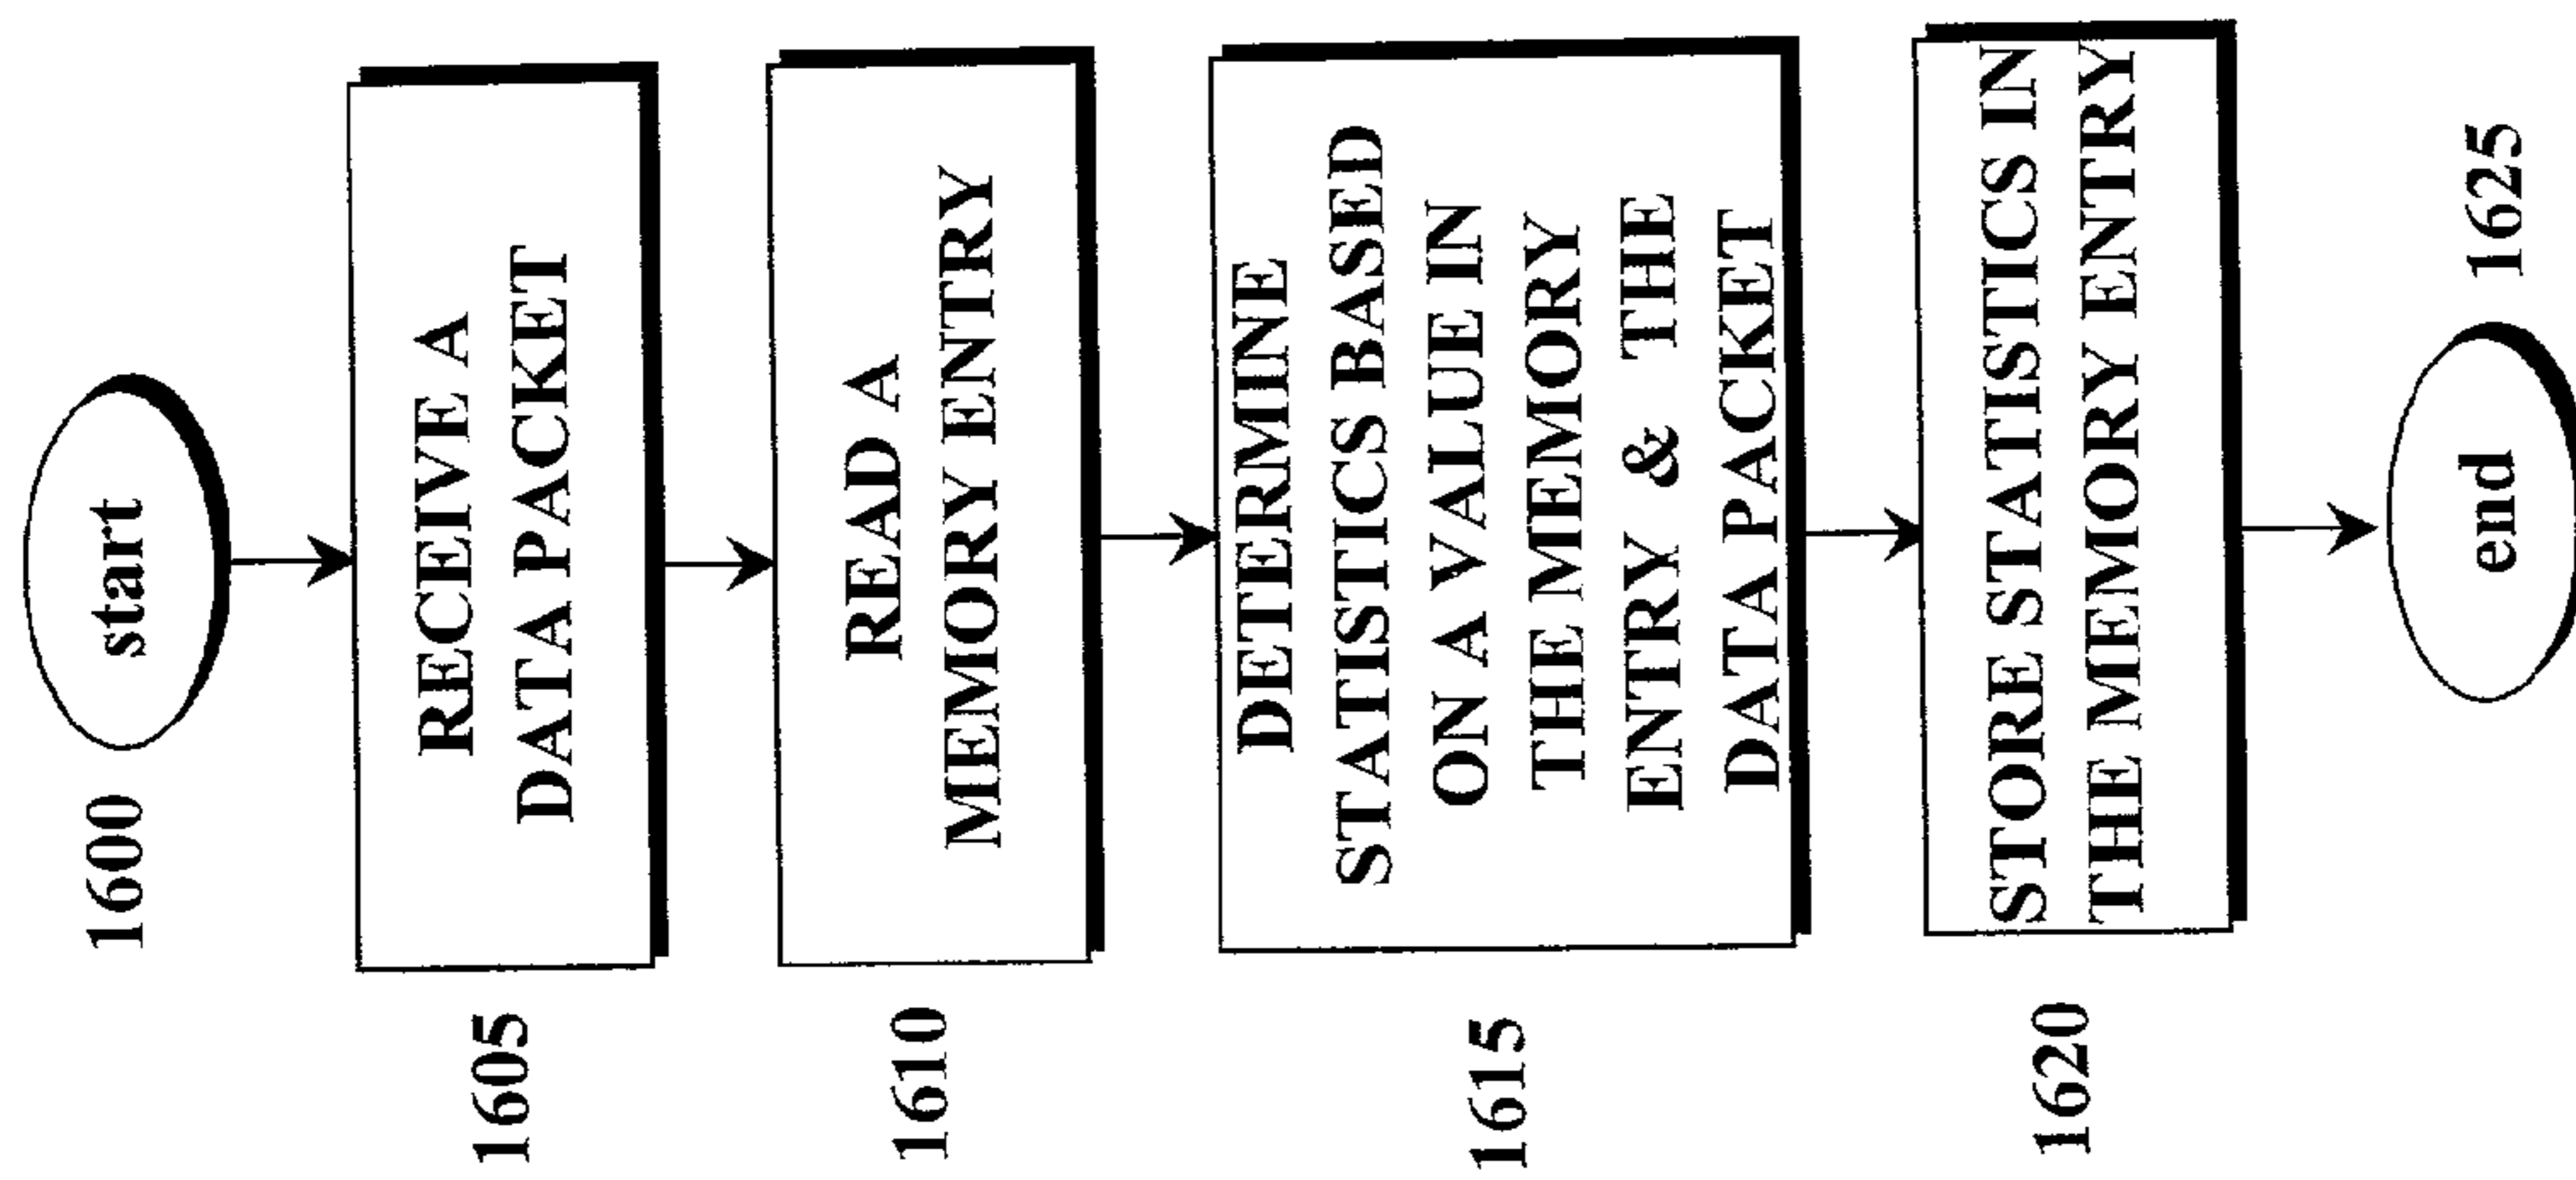 1600
start
1605
RECEIVE A
DATA PACKET
1610
READ A
MEMORY ENTRY
1615
DETERMINE
STATISTICS BASED
ON A VALUE IN
THE MEMORY
ENTRY & THE
DATA PACKET
1620
STORE STATISTICS IN
THE MEMORY ENTRY
end
1625